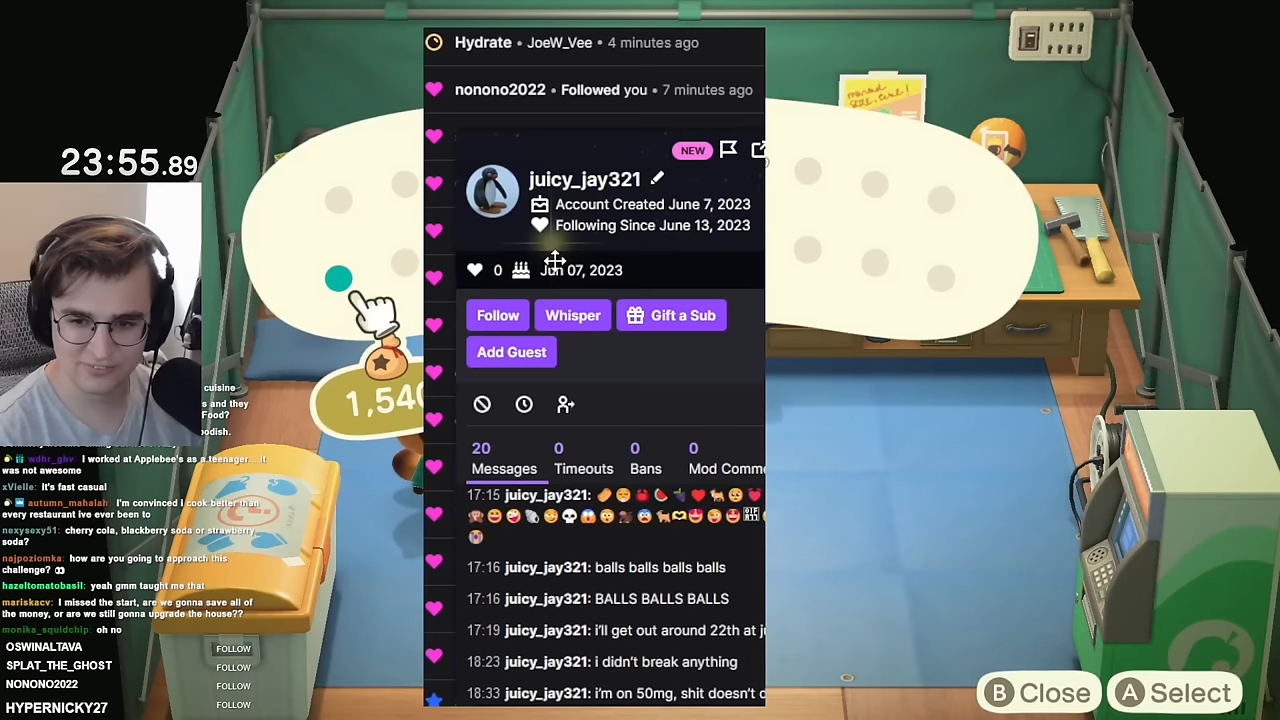 Hydrate • JoeW_Vee • 4 minutes ago
nonono2022 • Followed you • 7 minutes ago
NEW
juicy_jay321
Account Created June 7, 2023
Following Since June 13, 2023
0
Jun 07, 2023
Follow
Whisper
Gift a Sub
Add Guest
20
0
0
0
Messages
Timeouts
Bans
Mod Comme
17:15 juicy_jay321:
17:16 juicy_jay321: balls balls balls balls
17:16 juicy_jay321: BALLS BALLS BALLS
17:19 juicy_jay321: i'll get out around 22th at j
18:23 juicy_jay321: i didn't break anything
18:33 juicy_jay321: i'm on 50mg, shit doesn't d
23:55.89
1,540
cuisine
s and they
Food?
odish.
wdhr_ghv: I worked at Applebee's as a teenager....it
was not awesome
xVielle: it's fast casual
autumn_mahalah: I'm convinced i cook better than
every restaurant ive ever been to
nexysexy51: cherry cola, blackberry soda or strawberry
soda?
najpoziomka: how are you going to approach this
challenge?
hazeltomatobasil: yeah gmm taught me that
mariskacv: I missed the start, are we gonna save all of
the money, or are we still gonna upgrade the house??
monika_squidchip: oh no
OSWINALTAVA FOLLOW
SPLAT_THE_GHOST FOLLOW
NONONO2022 FOLLOW
HYPERNICKY27 FOLLOW
B Close
A Select